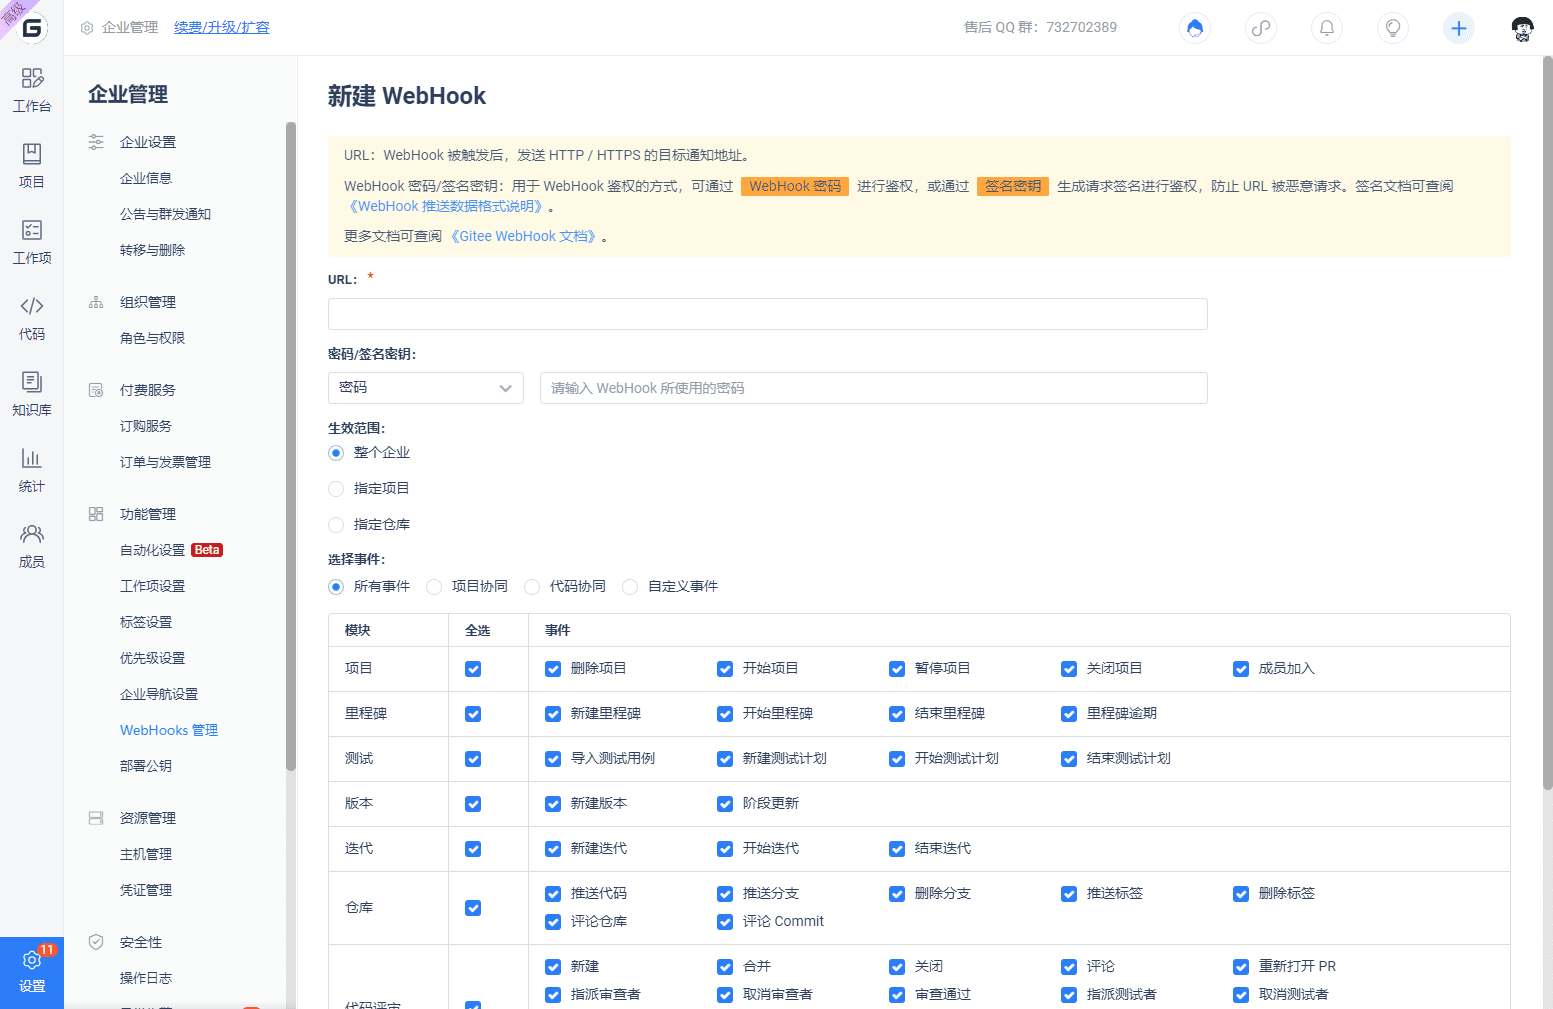 高级
企业管理 续费/升级/扩容
售后 QQ 群：732702389
工作台
项目
工作项
代码
知识库
统计
成员
11
设置
企业管理
企业设置
企业信息
公告与群发通知
转移与删除
组织管理
角色与权限
付费服务
订购服务
订单与发票管理
功能管理
自动化设置 Beta
工作项设置
标签设置
优先级设置
企业导航设置
WebHooks 管理
部署公钥
资源管理
主机管理
凭证管理
安全性
操作日志
新建 WebHook
URL：WebHook 被触发后，发送 HTTP / HTTPS 的目标通知地址。
WebHook 密码/签名密钥：用于 WebHook 鉴权的方式，可通过 WebHook 密码 进行鉴权，或通过 签名密钥 生成请求签名进行鉴权，防止 URL 被恶意请求。签名文档可查阅
《WebHook 推送数据格式说明》。
更多文档可查阅 《Gitee WebHook 文档》。
URL： *
密码/签名密钥：
密码 请输入 WebHook 所使用的密码
生效范围：
整个企业
指定项目
指定仓库
选择事件：
所有事件 项目协同 代码协同 自定义事件
模块 全选 事件
项目 删除项目 开始项目 暂停项目 关闭项目 成员加入
里程碑 新建里程碑 开始里程碑 结束里程碑 里程碑逾期
测试 导入测试用例 新建测试计划 开始测试计划 结束测试计划
版本 新建版本 阶段更新
迭代 新建迭代 开始迭代 结束迭代
仓库 推送代码 推送分支 删除分支 推送标签 删除标签
评论仓库 评论 Commit
新建 合并 关闭 评论 重新打开 PR
指派审查者 取消审查者 审查通过 指派测试者 取消测试者
代码评审